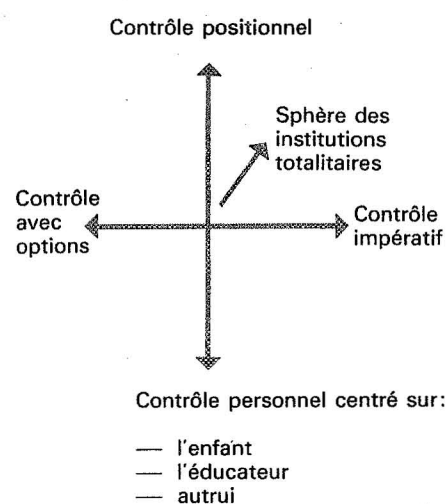 Contrôle positionnel
Sphère des
institutions
totalitaires
Contrôle
avec
options
Contrôle
impératif
Contrôle personnel centré sur:
— l'enfant
— l'éducateur
— autrui